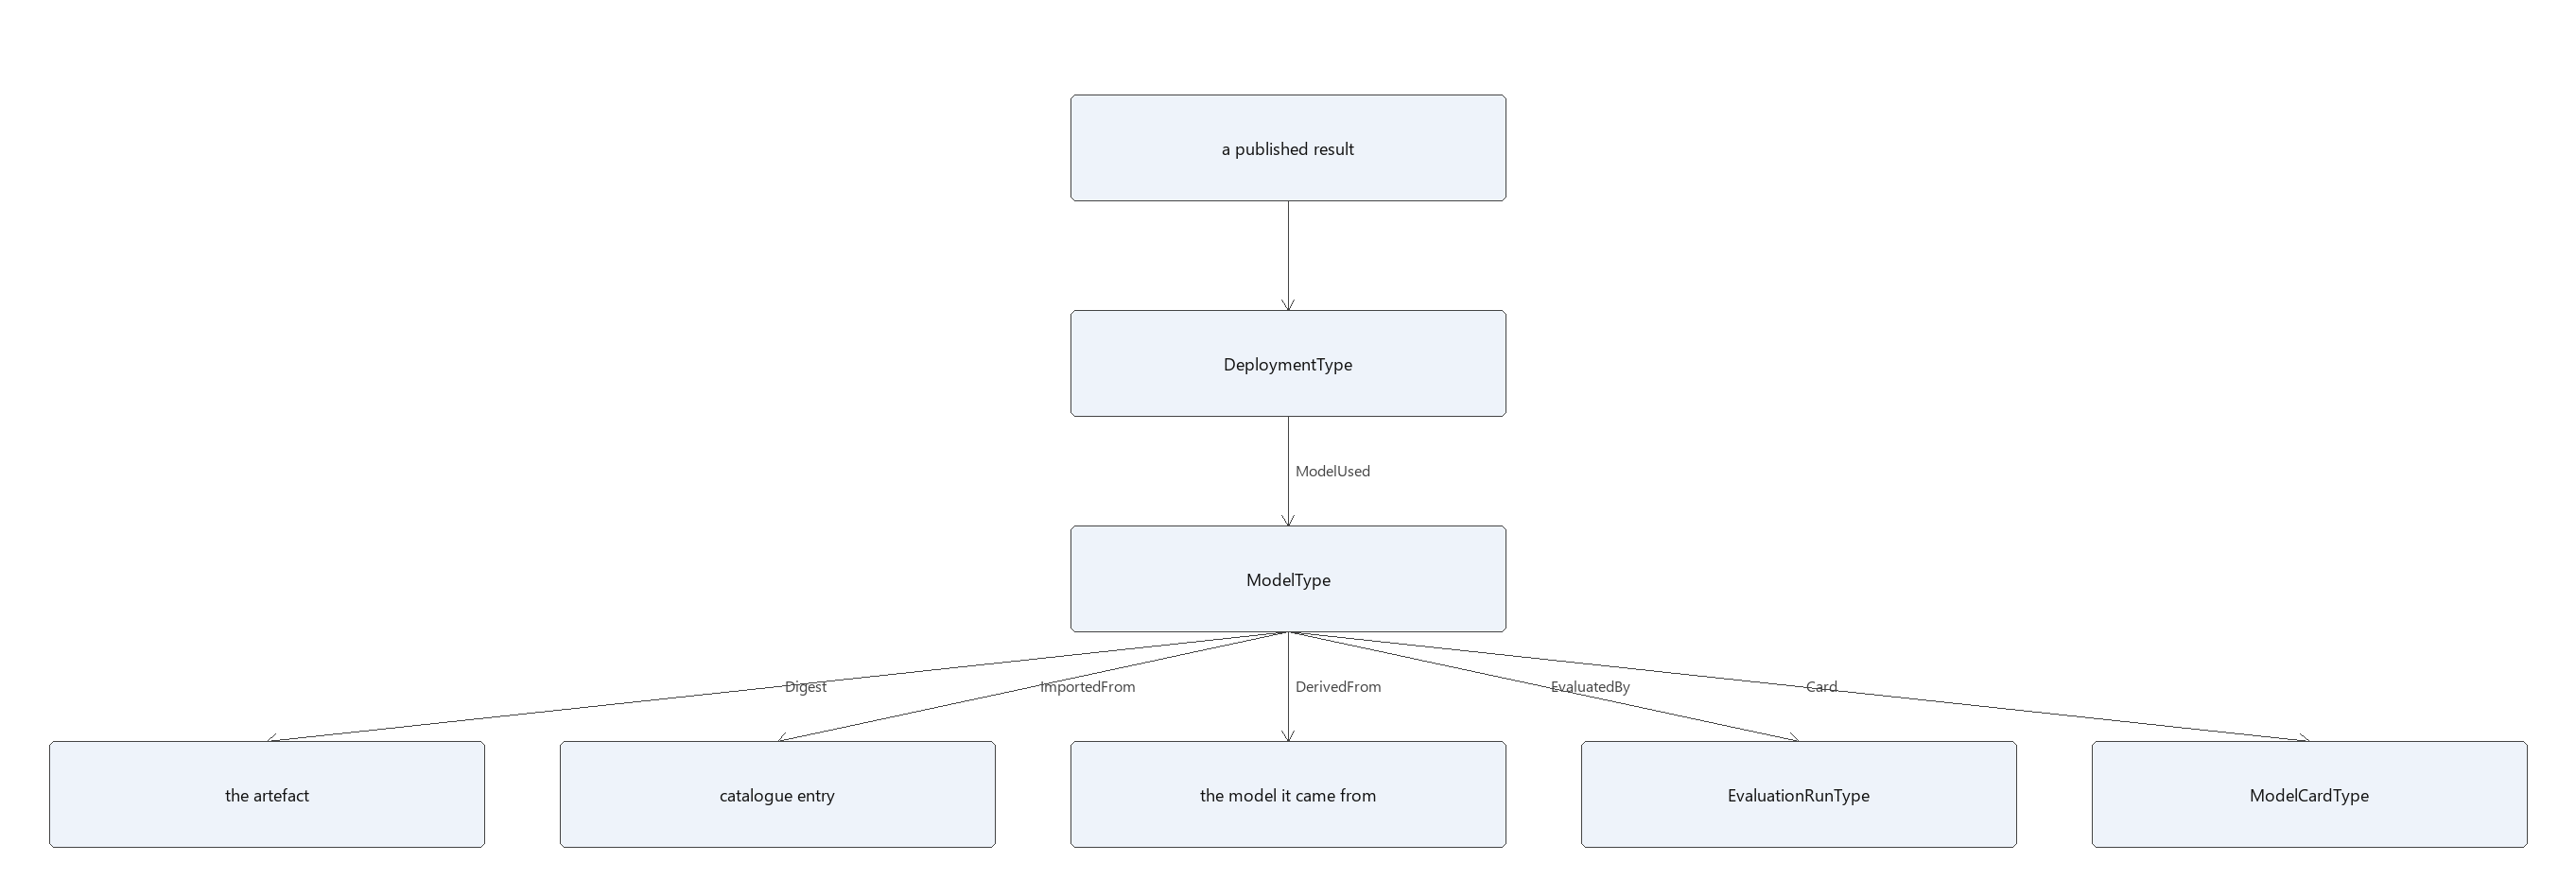 a published result
DeploymentType
ModelUsed
ModelType
Digest
ImportedFrom
DerivedFrom
EvaluatedBy
Card
the artefact
catalogue entry
the model it came from
EvaluationRunType
ModelCardType